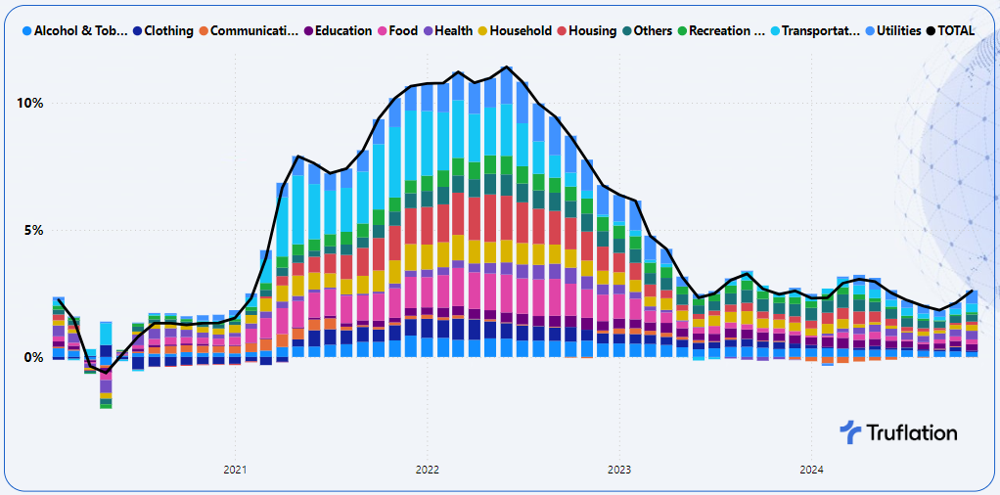 Alcohol & Tob... Clothing Communicati... Education Food Health Household Housing Others Recreation ... Transportat... Utilities TOTAL
10%
5%
0%
Truflation
2021 2022 2023 2024